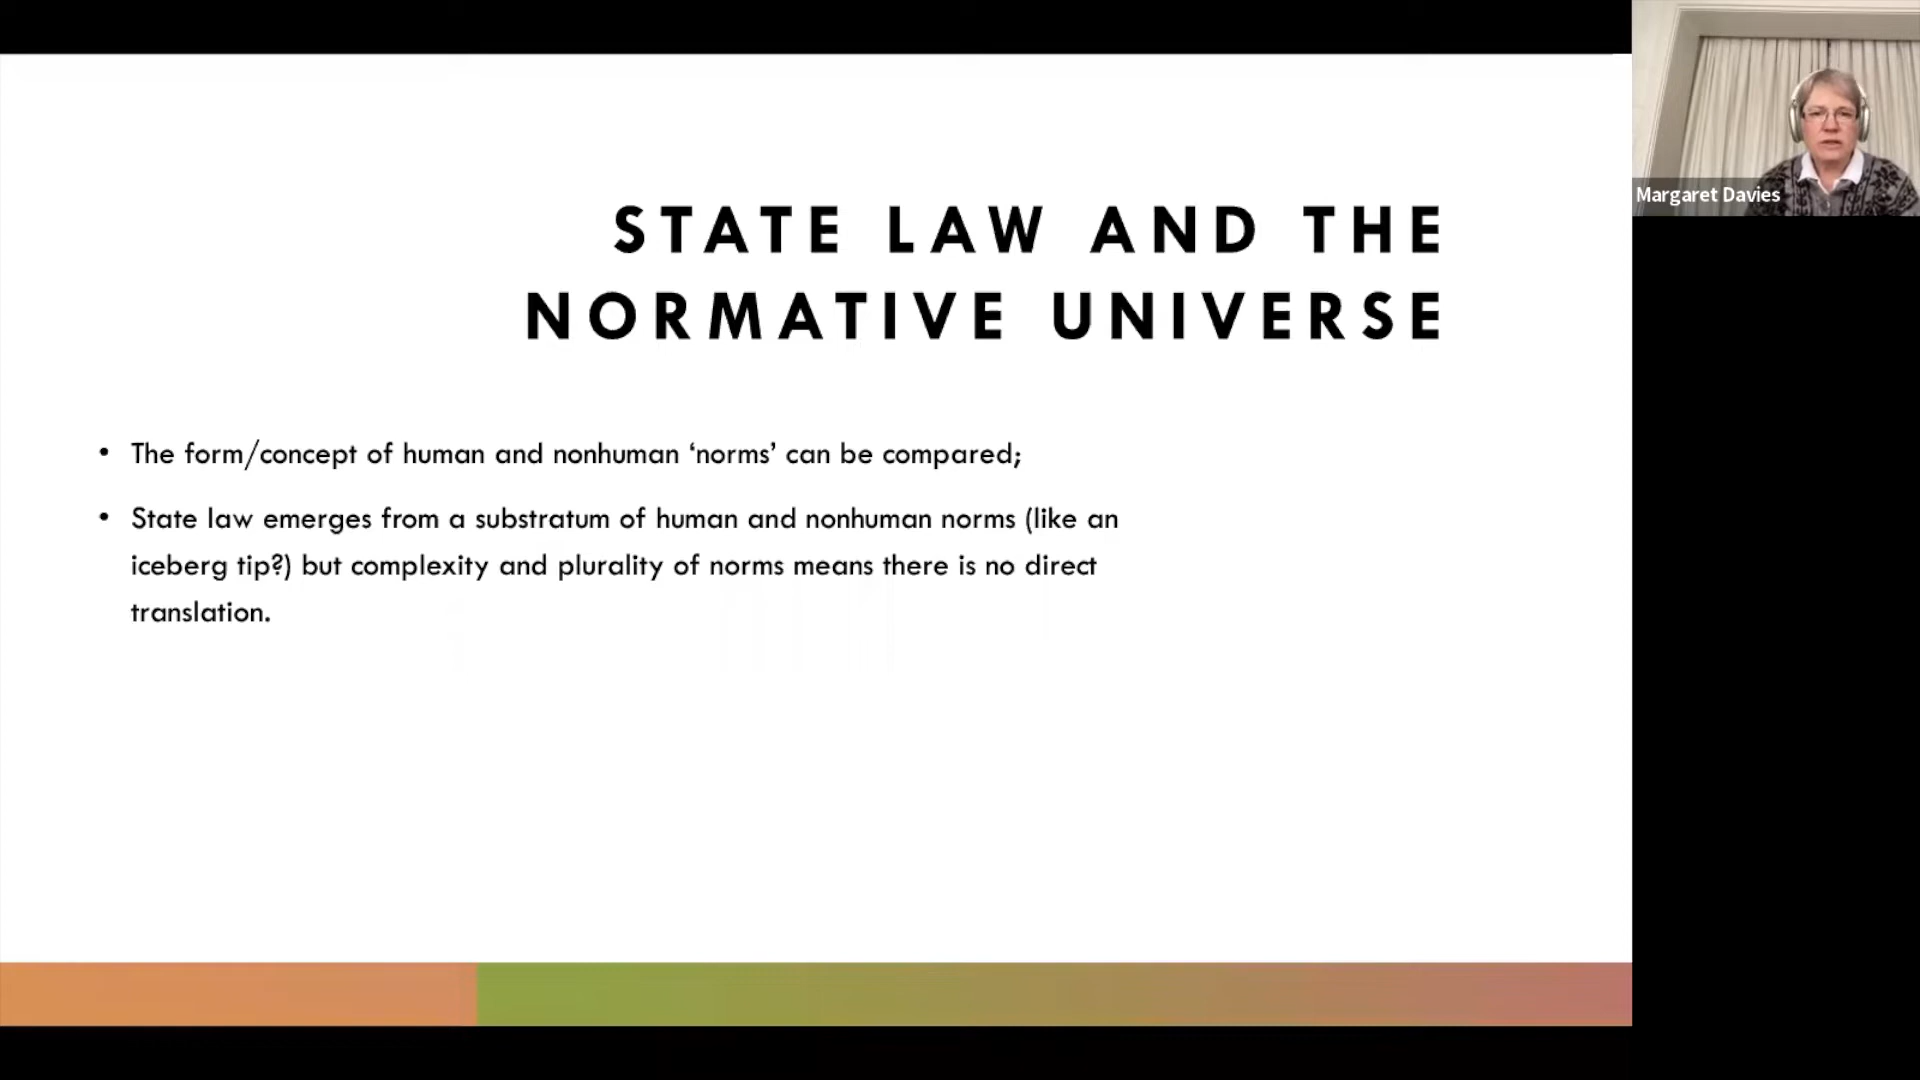 STATE LAW AND THE
NORMATIVE UNIVERSE
Margaret Davies
• The form/concept of human and nonhuman ‘norms’ can be compared;
• State law emerges from a substratum of human and nonhuman norms (like an
iceberg tip?) but complexity and plurality of norms means there is no direct
translation.